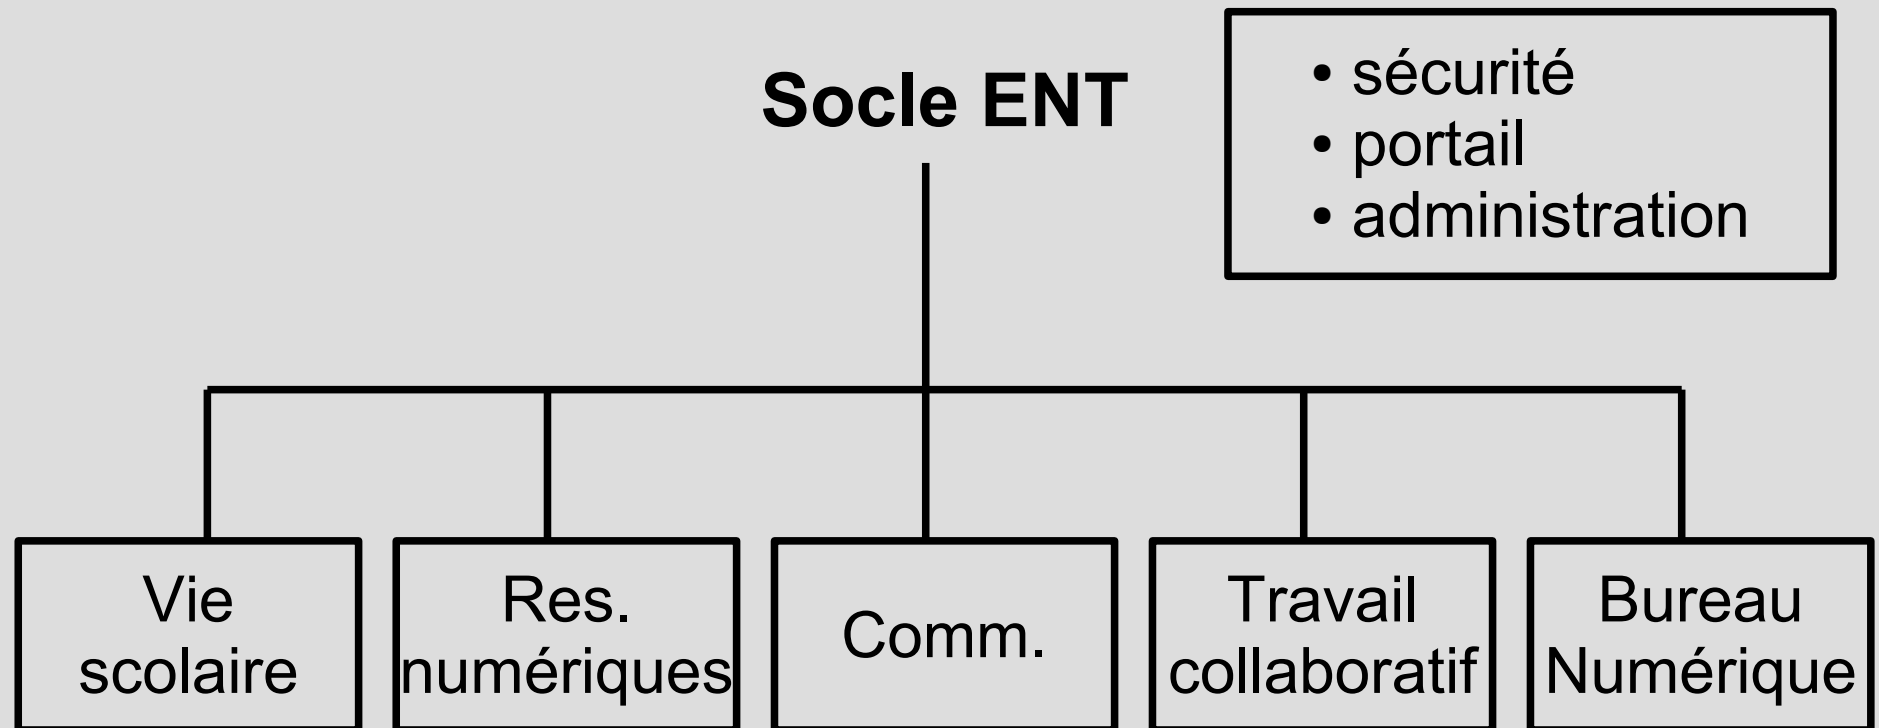 Socle ENT
• sécurité
• portail
• administration
Vie
scolaire
Res.
numériques
Comm.
Travail
collaboratif
Bureau
Numérique